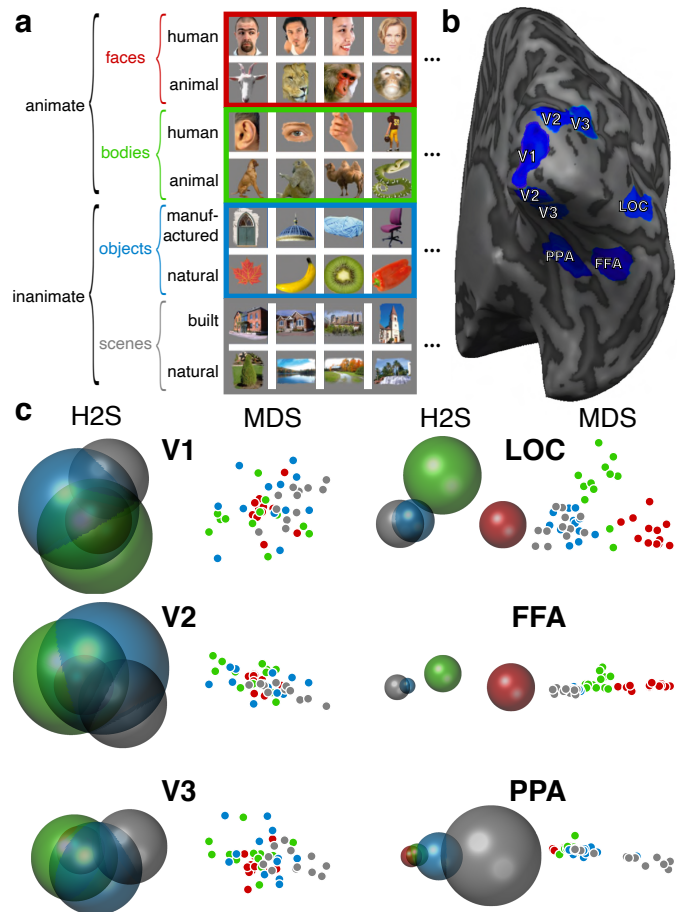 a
b
animate
inanimate
faces
bodies
objects
scenes
human
animal
human
animal
manuf-
actured
natural
built
natural
...
...
...
...
V2
V3
V1
V2
V3
LOC
PPA
FFA
c
H2S
MDS
H2S
MDS
V1
LOC
V2
FFA
V3
PPA